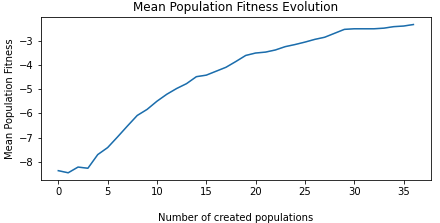 Mean Population Fitness Evolution
Mean Population Fitness
−3
−4
−5
−6
−7
−8
0 5 10 15 20 25 30 35
Number of created populations